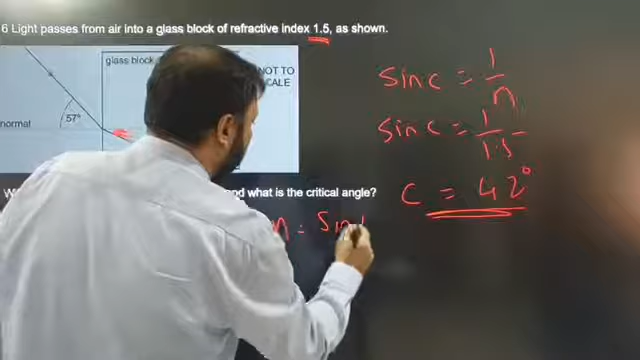 6 Light passes from air into a glass block of refractive index 1.5, as shown.
glass block
NOT TO
SCALE
57°
normal
and what is the critical angle?
sin c = 1/n
sin c = 1/1.5
c = 42°
n = sin